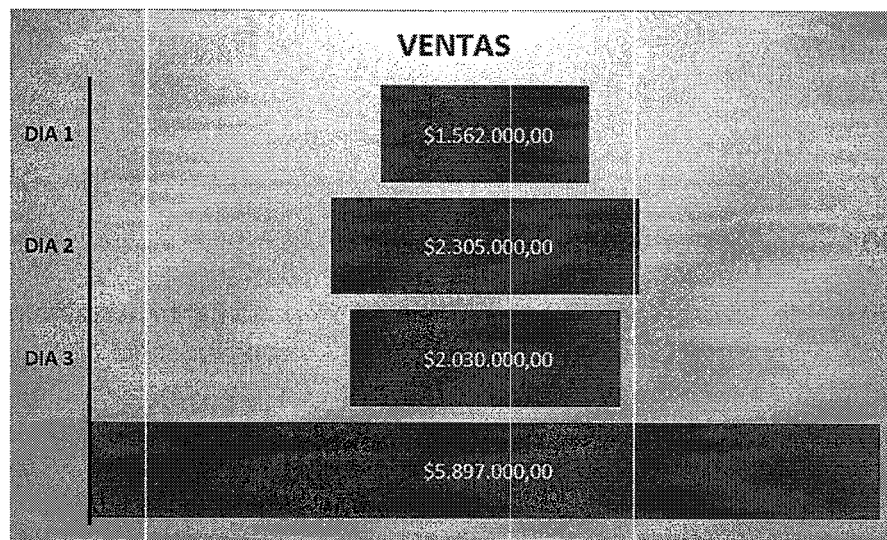 VENTAS
DIA 1 $1.562.000,00
DIA 2 $2.305.000,00
DIA 3 $2.030.000,00
$5.897.000,00